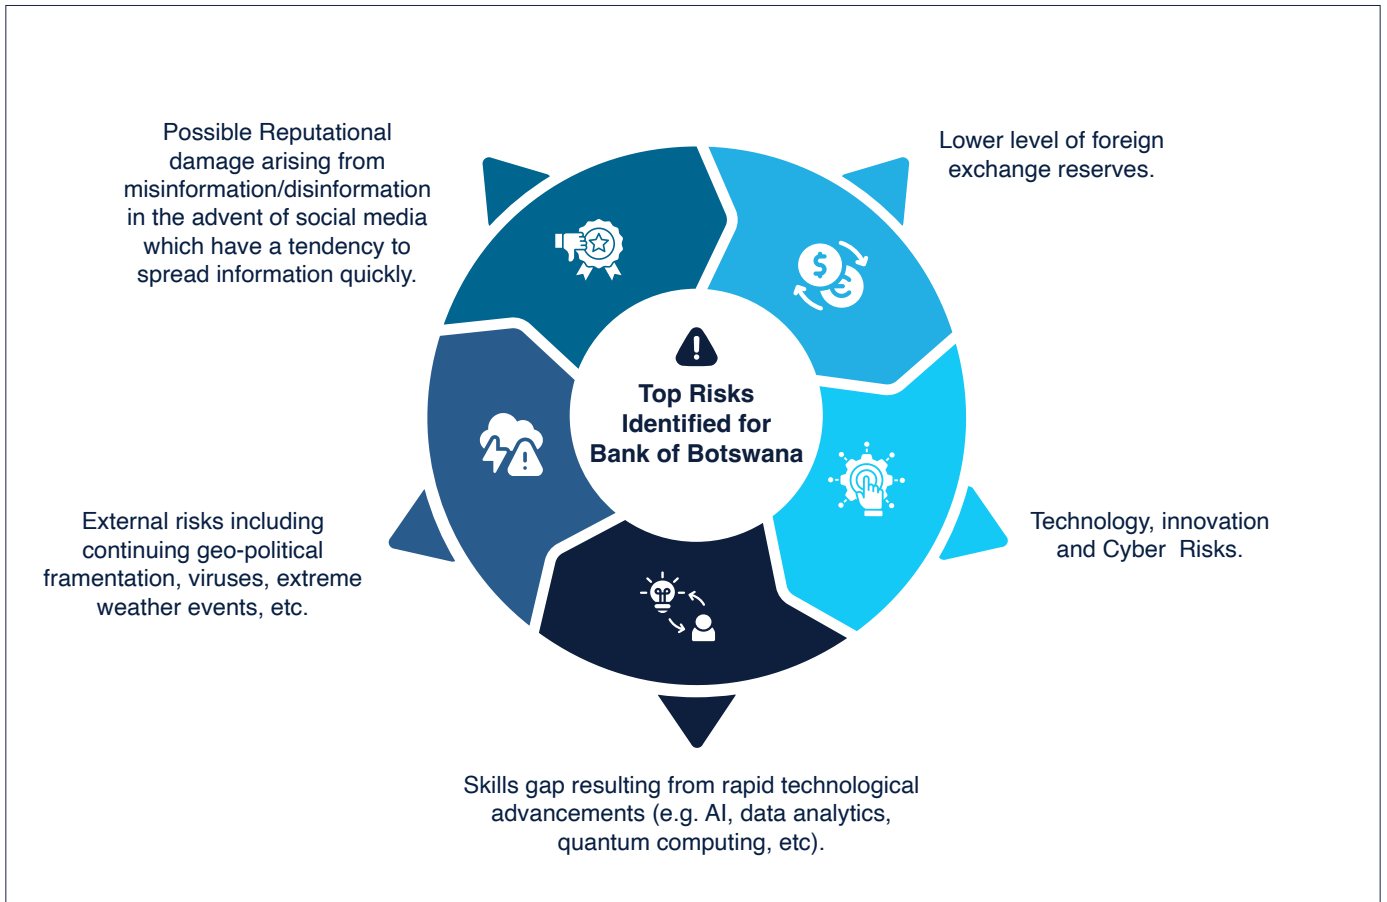 Possible Reputational
damage arising from
misinformation/disinformation
in the advent of social media
which have a tendency to
spread information quickly.
Lower level of foreign
exchange reserves.
Top Risks
Identified for
Bank of Botswana
External risks including
continuing geo-political
framentation, viruses, extreme
weather events, etc.
Technology, innovation
and Cyber  Risks.
Skills gap resulting from rapid technological
advancements (e.g. AI, data analytics,
quantum computing, etc).